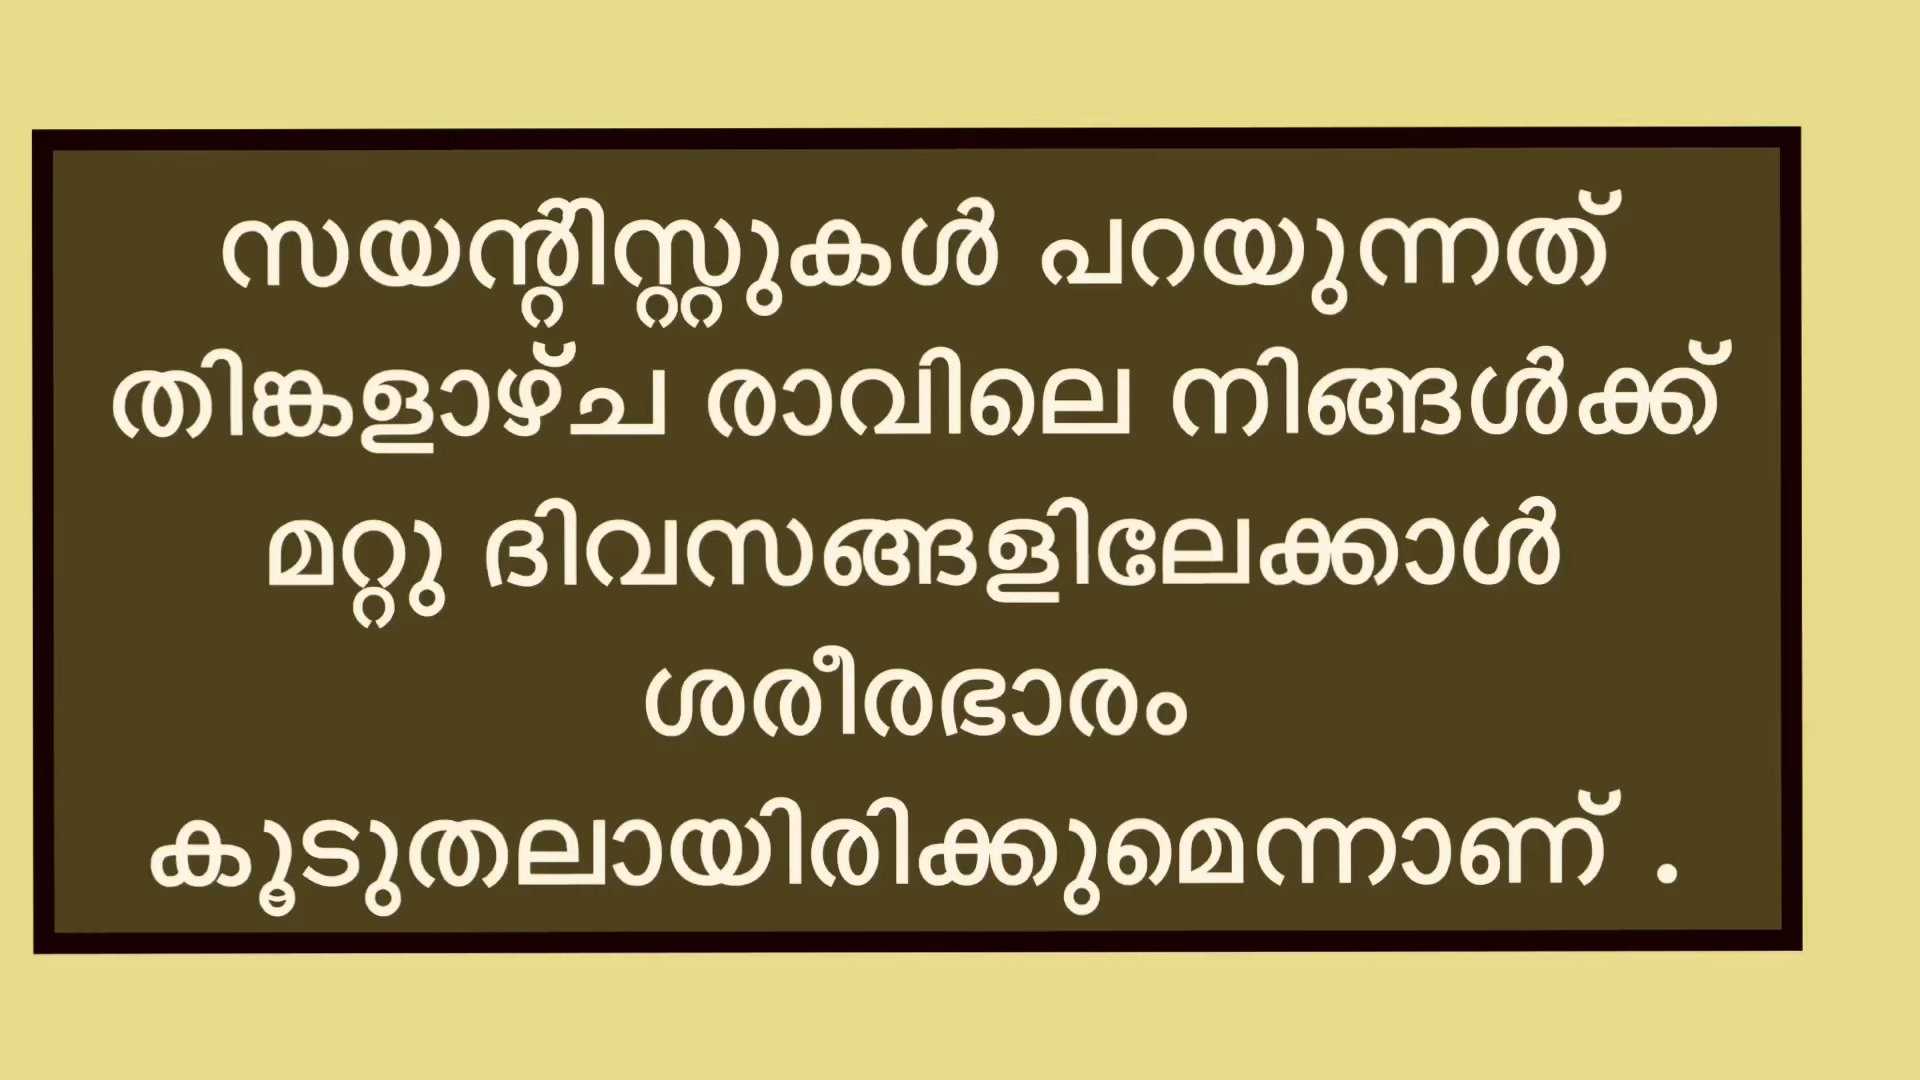 സയന്റിസ്റ്റുകൾ പറയുന്നത്
തിങ്കളാഴ്ച രാവിലെ നിങ്ങൾക്ക്
മറ്റു ദിവസങ്ങളിലേക്കാൾ
ശരീരഭാരം
കൂടുതലായിരിക്കുമെന്നാണ് .